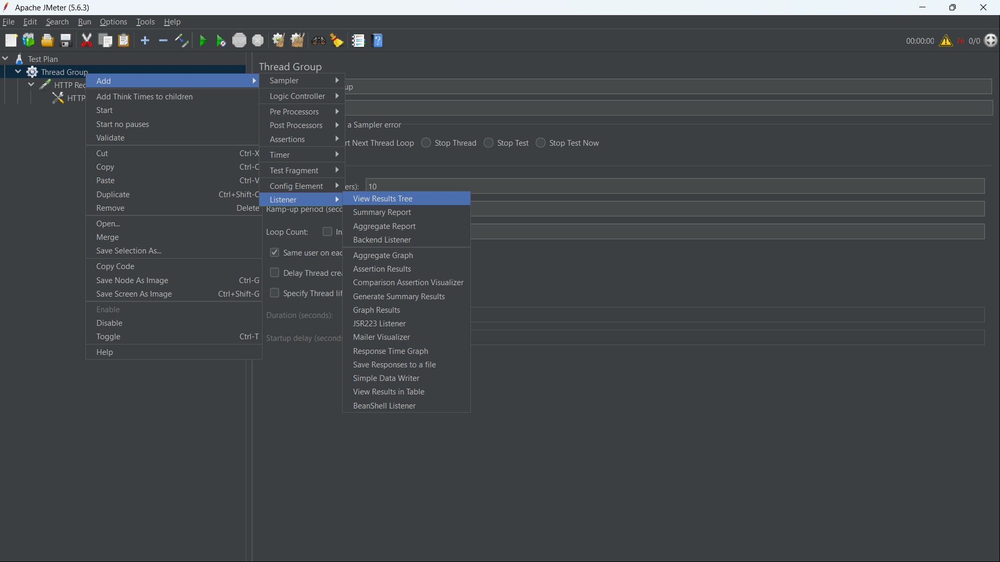 Apache JMeter (5.6.3)
File Edit Search Run Options Tools Help
STOP
00:00:00 76 0/0
Test Plan
Thread Group
HTTP
HTTP
Add
Add Think Times to children
Start
Start no pauses
Validate
Cut Ctrl-X
Copy Ctrl-C
Paste Ctrl-V
Duplicate Ctrl+Shift-C
Remove Delete
Open...
Merge
Save Selection As...
Copy Code
Save Node As Image Ctrl-G
Save Screen As Image Ctrl+Shift-G
Enable
Disable
Toggle Ctrl-T
Help
Sampler
Logic Controller
Pre Processors
Post Processors
Assertions
Timer
Test Fragment
Config Element
Listener
View Results Tree
Summary Report
Aggregate Report
Backend Listener
Aggregate Graph
Assertion Results
Comparison Assertion Visualizer
Generate Summary Results
Graph Results
JSR223 Listener
Mailer Visualizer
Response Time Graph
Save Responses to a file
Simple Data Writer
View Results in Table
BeanShell Listener
Thread Group
up
a Sampler error
rt Next Thread Loop Stop Thread Stop Test Stop Test Now
ers): 10
Ramp-up period (sec
Loop Count: In
Same user on eac
Delay Thread crea
Specify Thread lif
Duration (seconds):
Startup delay (seconds